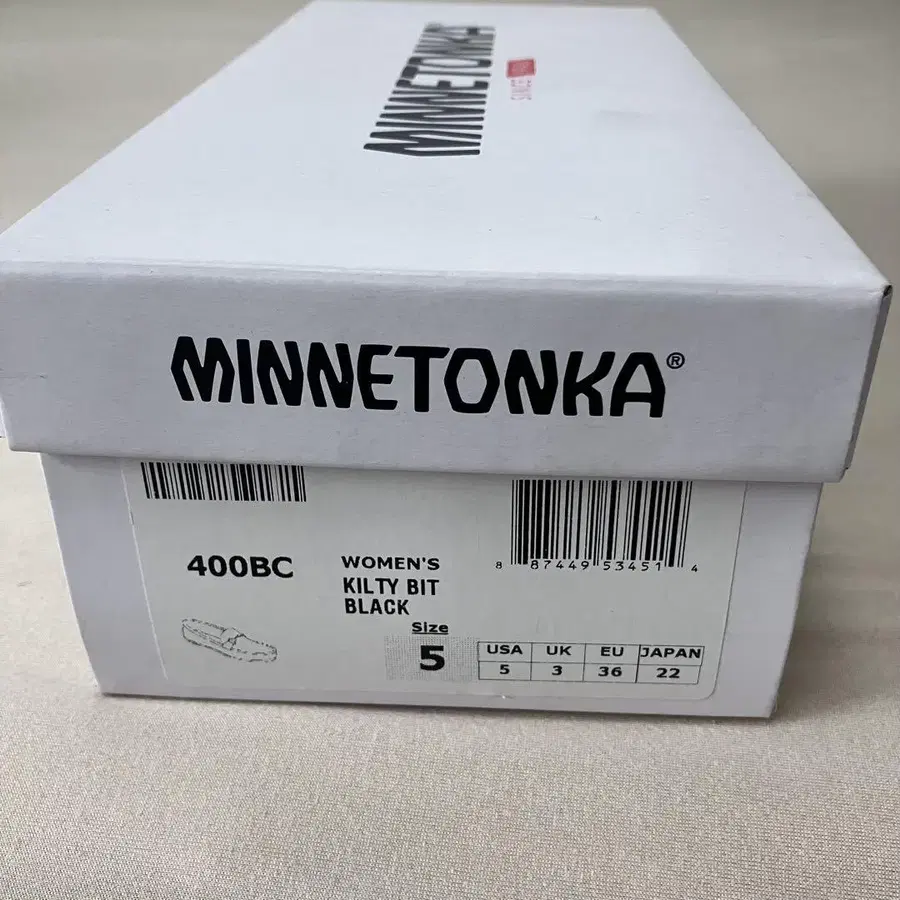 MINNETONKA®
SINCE
MINNETONKA®
400BC
WOMEN'S
KILTY BIT
BLACK
8 87449 53451 4
Size
5
USA UK EU JAPAN
5 3 36 22